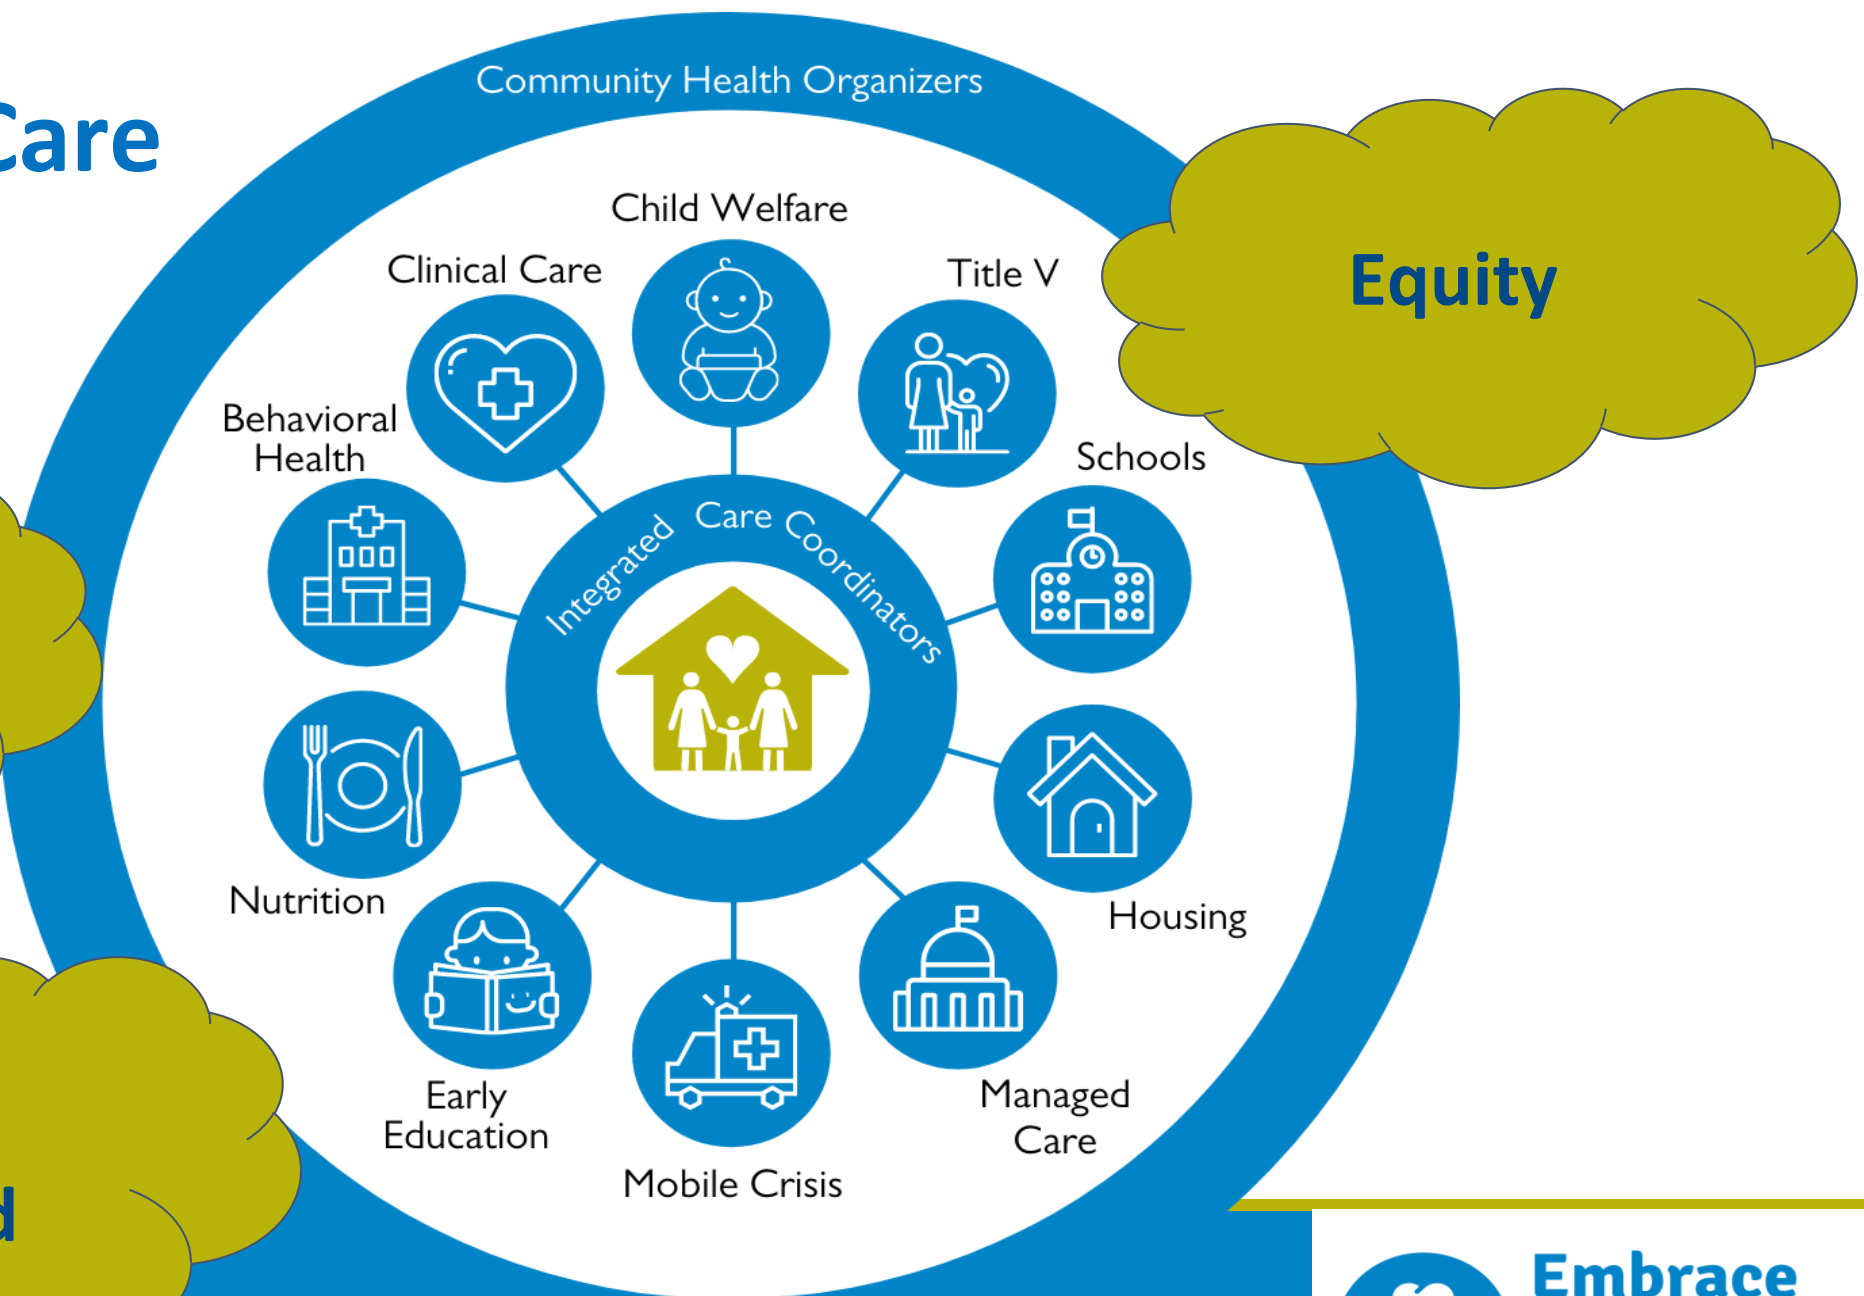 Community Health Organizers
Care
Child Welfare
Clinical Care
Title V
Equity
Behavioral
Health
Schools
Integrated Care Coordinators
Nutrition
Housing
Early
Education
Managed
Care
Mobile Crisis
d
Embrace